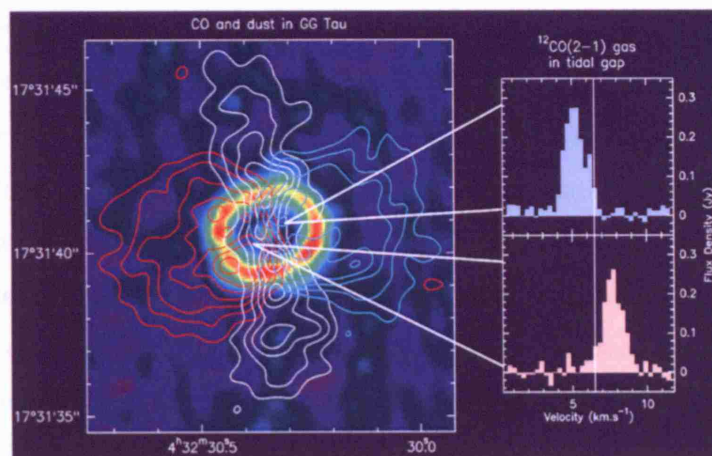 CO and dust in GG Tau
17°31'45"
17°31'40"
17°31'35"
4ʰ32ᵐ30ˢ.5
30ˢ.0
¹²CO(2−1) gas
in tidal gap
0.3
0.2
0.1
0
0.3
0.2
0.1
0
Flux Density (Jy)
5
10
Velocity (km.s⁻¹)